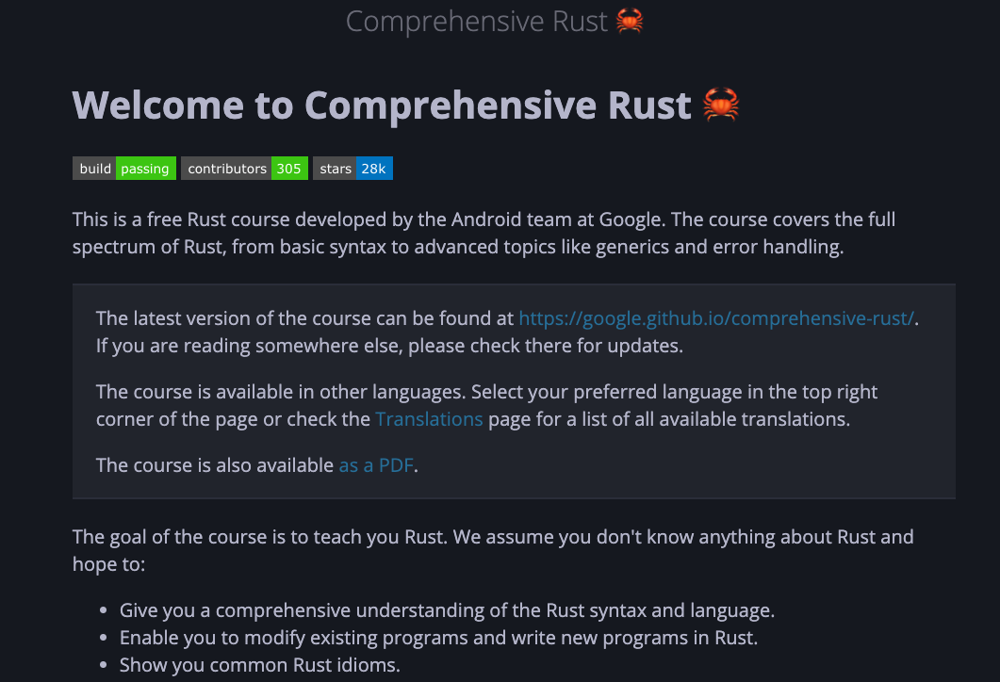 Comprehensive Rust 🦀
Welcome to Comprehensive Rust 🦀
build passing contributors 305 stars 28k
This is a free Rust course developed by the Android team at Google. The course covers the full
spectrum of Rust, from basic syntax to advanced topics like generics and error handling.
The latest version of the course can be found at https://google.github.io/comprehensive-rust/.
If you are reading somewhere else, please check there for updates.
The course is available in other languages. Select your preferred language in the top right
corner of the page or check the Translations page for a list of all available translations.
The course is also available as a PDF.
The goal of the course is to teach you Rust. We assume you don't know anything about Rust and
hope to:
• Give you a comprehensive understanding of the Rust syntax and language.
• Enable you to modify existing programs and write new programs in Rust.
• Show you common Rust idioms.